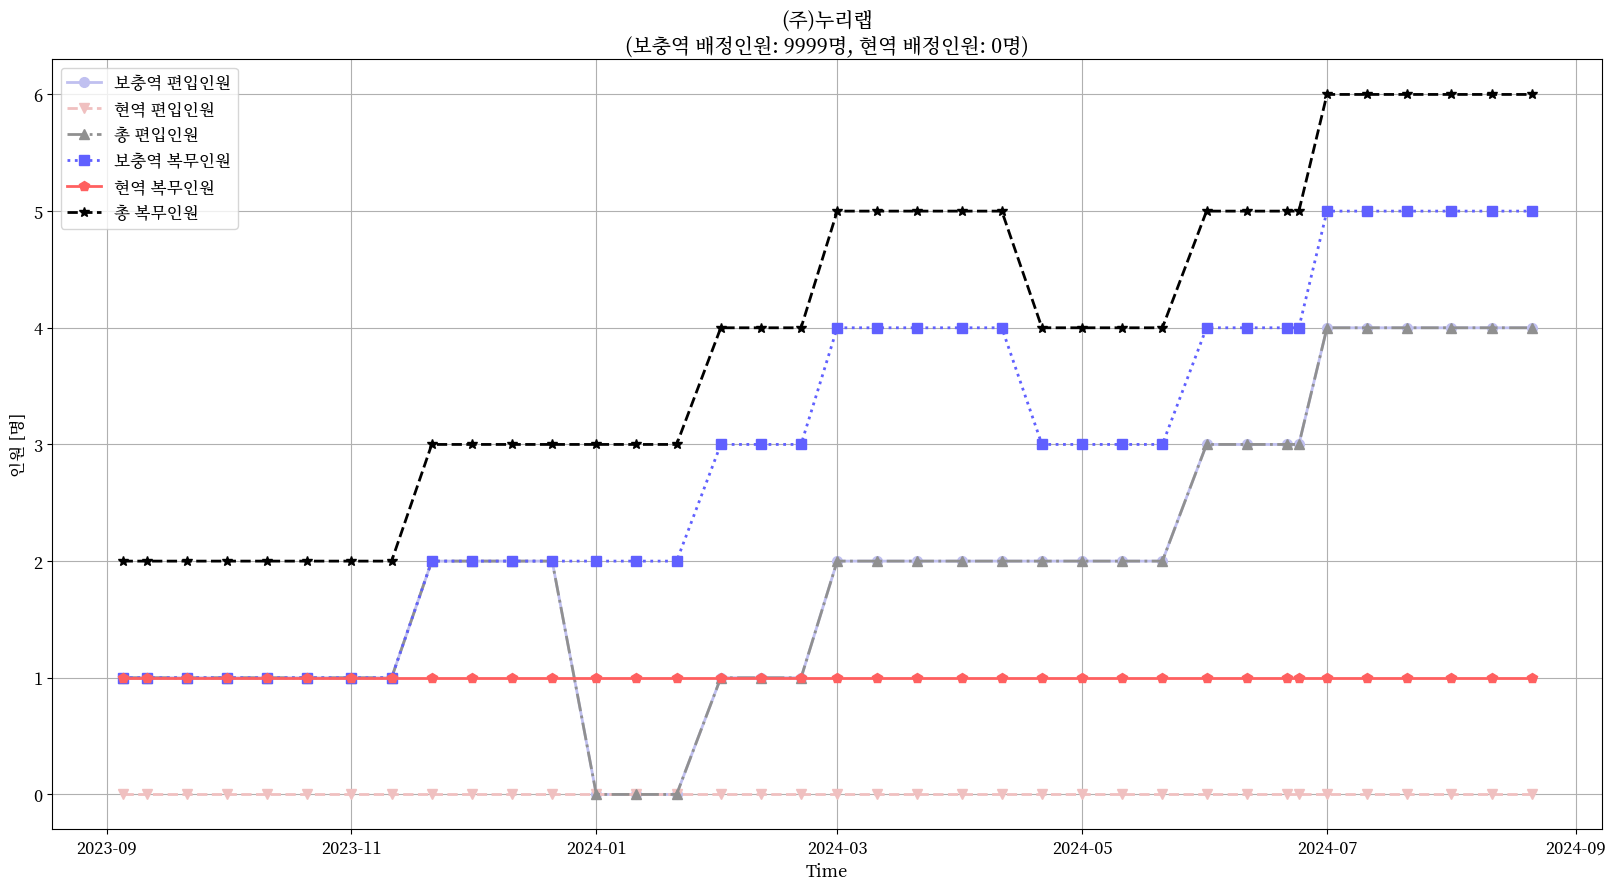 (주)누리랩
(보충역 배정인원: 9999명, 현역 배정인원: 0명)
보충역 편입인원
현역 편입인원
총 편입인원
보충역 복무인원
현역 복무인원
총 복무인원
6
5
4
3
2
1
0
인원 [명]
2023-09
2023-11
2024-01
2024-03
2024-05
2024-07
2024-09
Time